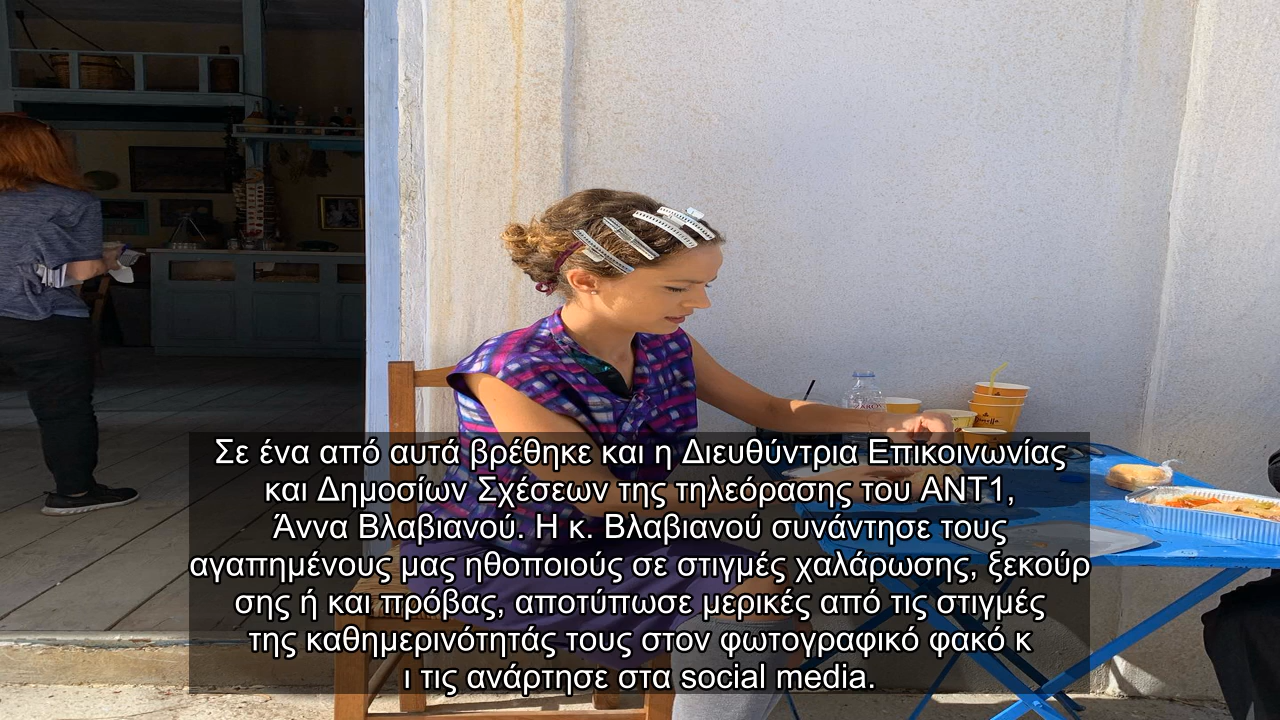 Σε ένα από αυτά βρέθηκε και η Διευθύντρια Επικοινωνίας
και Δημοσίων Σχέσεων της τηλεόρασης του ΑΝΤ1,
Άννα Βλαβιανού. Η κ. Βλαβιανού συνάντησε τους
αγαπημένους μας ηθοποιούς σε στιγμές χαλάρωσης, ξεκούρ
σης ή και πρόβας, αποτύπωσε μερικές από τις στιγμές
της καθημερινότητάς τους στον φωτογραφικό φακό κ
ι τις ανάρτησε στα social media.